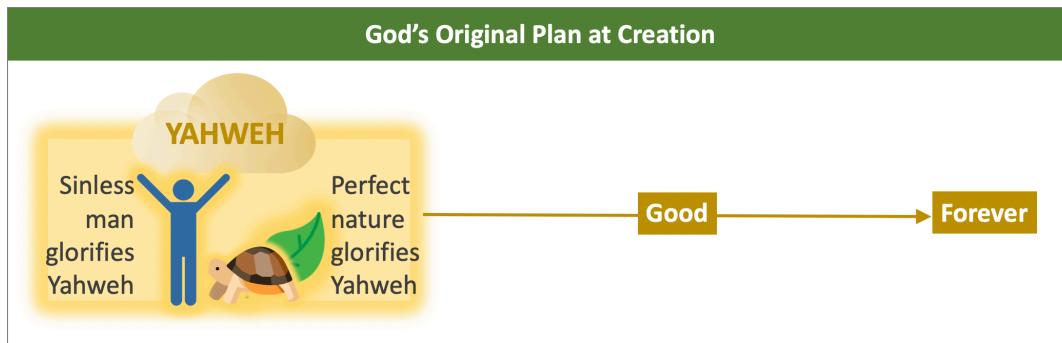 God’s Original Plan at Creation
YAHWEH
Sinless
man
glorifies
Yahweh
Perfect
nature
glorifies
Yahweh
Good
Forever